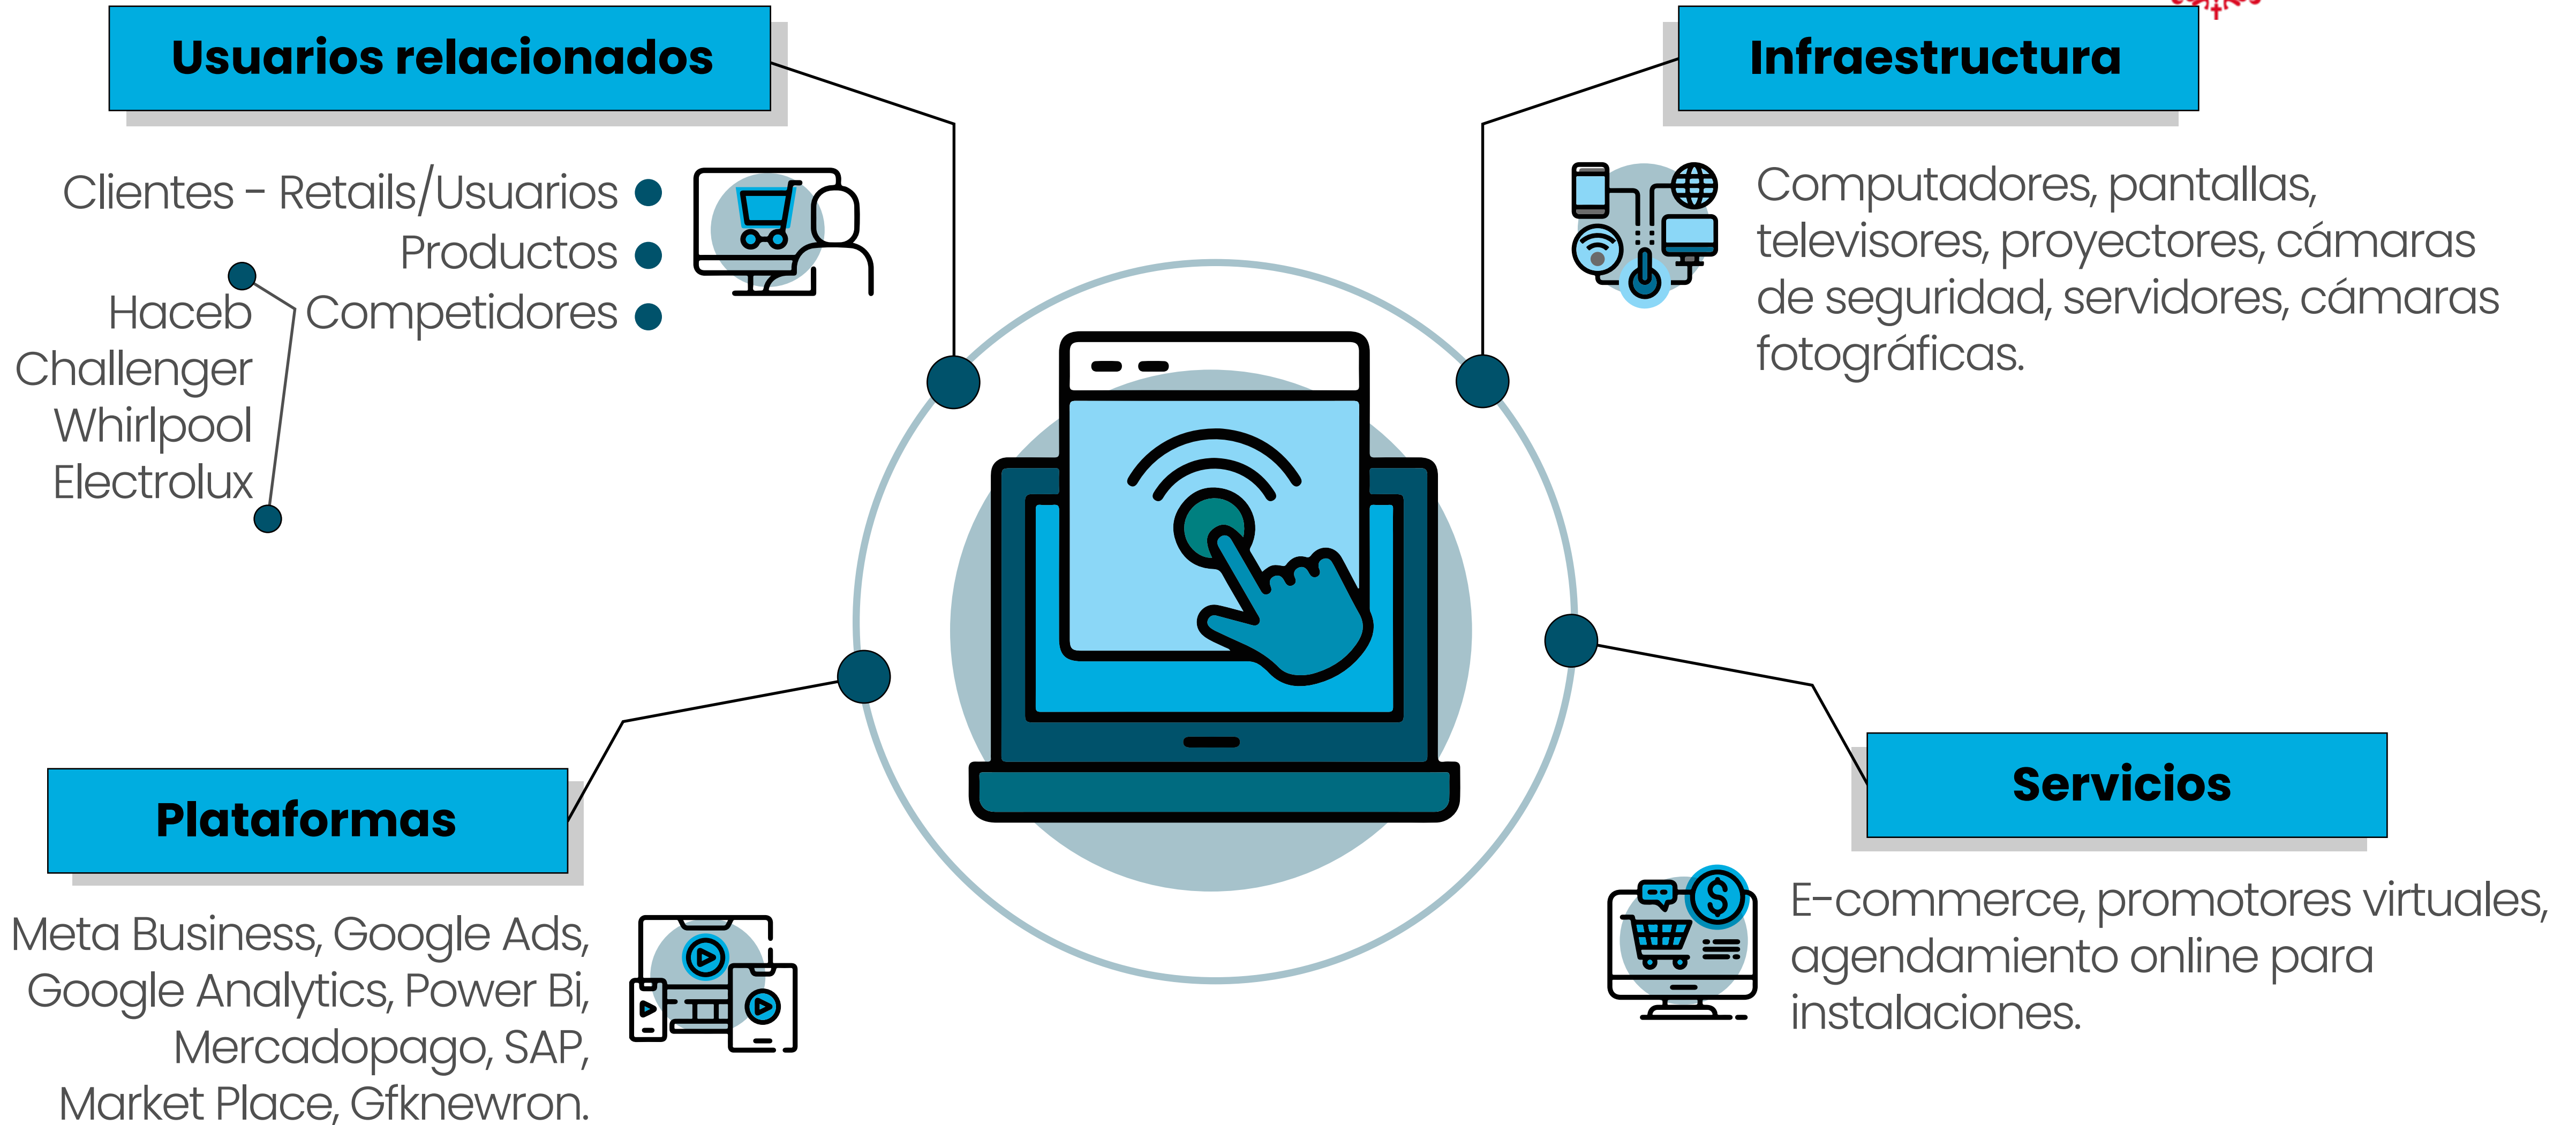 Usuarios relacionados
Clientes - Retails/Usuarios
Productos
Competidores
Haceb
Challenger
Whirlpool
Electrolux
Infraestructura
Computadores, pantallas,
televisores, proyectores, cámaras
de seguridad, servidores, cámaras
fotográficas.
Plataformas
Meta Business, Google Ads,
Google Analytics, Power Bi,
Mercadopago, SAP,
Market Place, Gfknewron.
Servicios
E-commerce, promotores virtuales,
agendamiento online para
instalaciones.